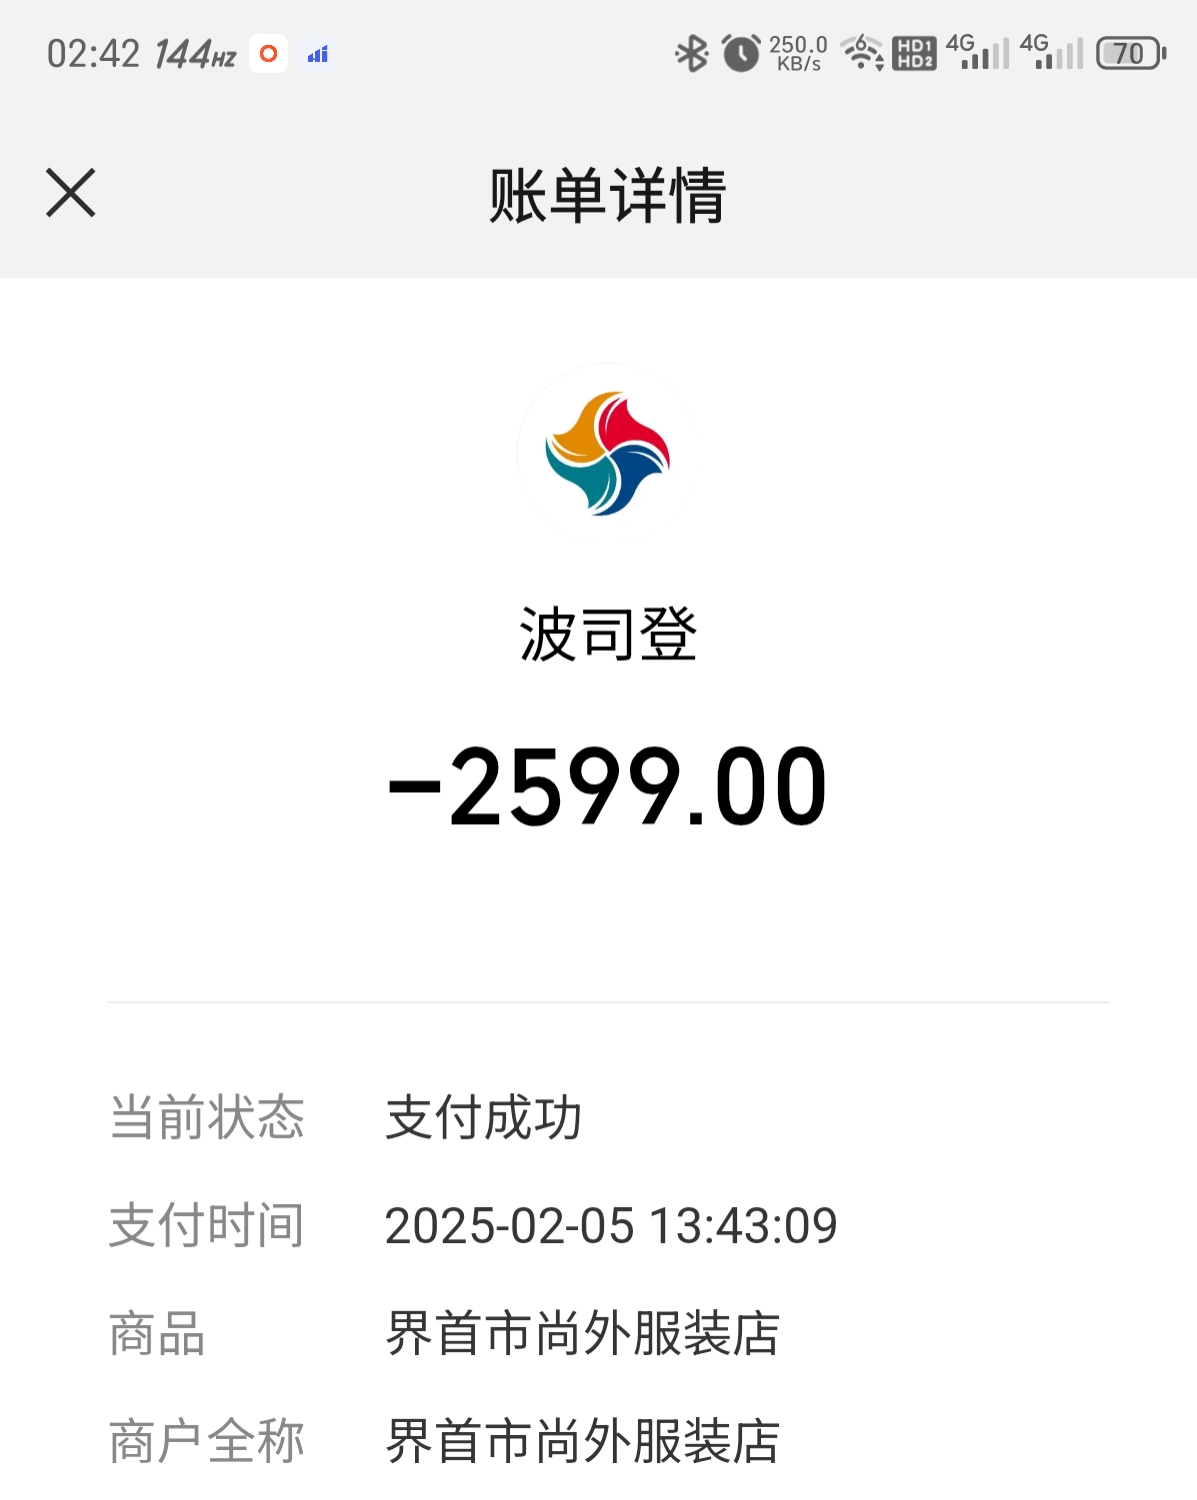 02:42 144HZ 250.0 KB/s 6 HD1 HD2 4G 4G 70
账单详情
波司登
-2599.00
当前状态 支付成功
支付时间 2025-02-05 13:43:09
商品 界首市尚外服装店
商户全称 界首市尚外服装店